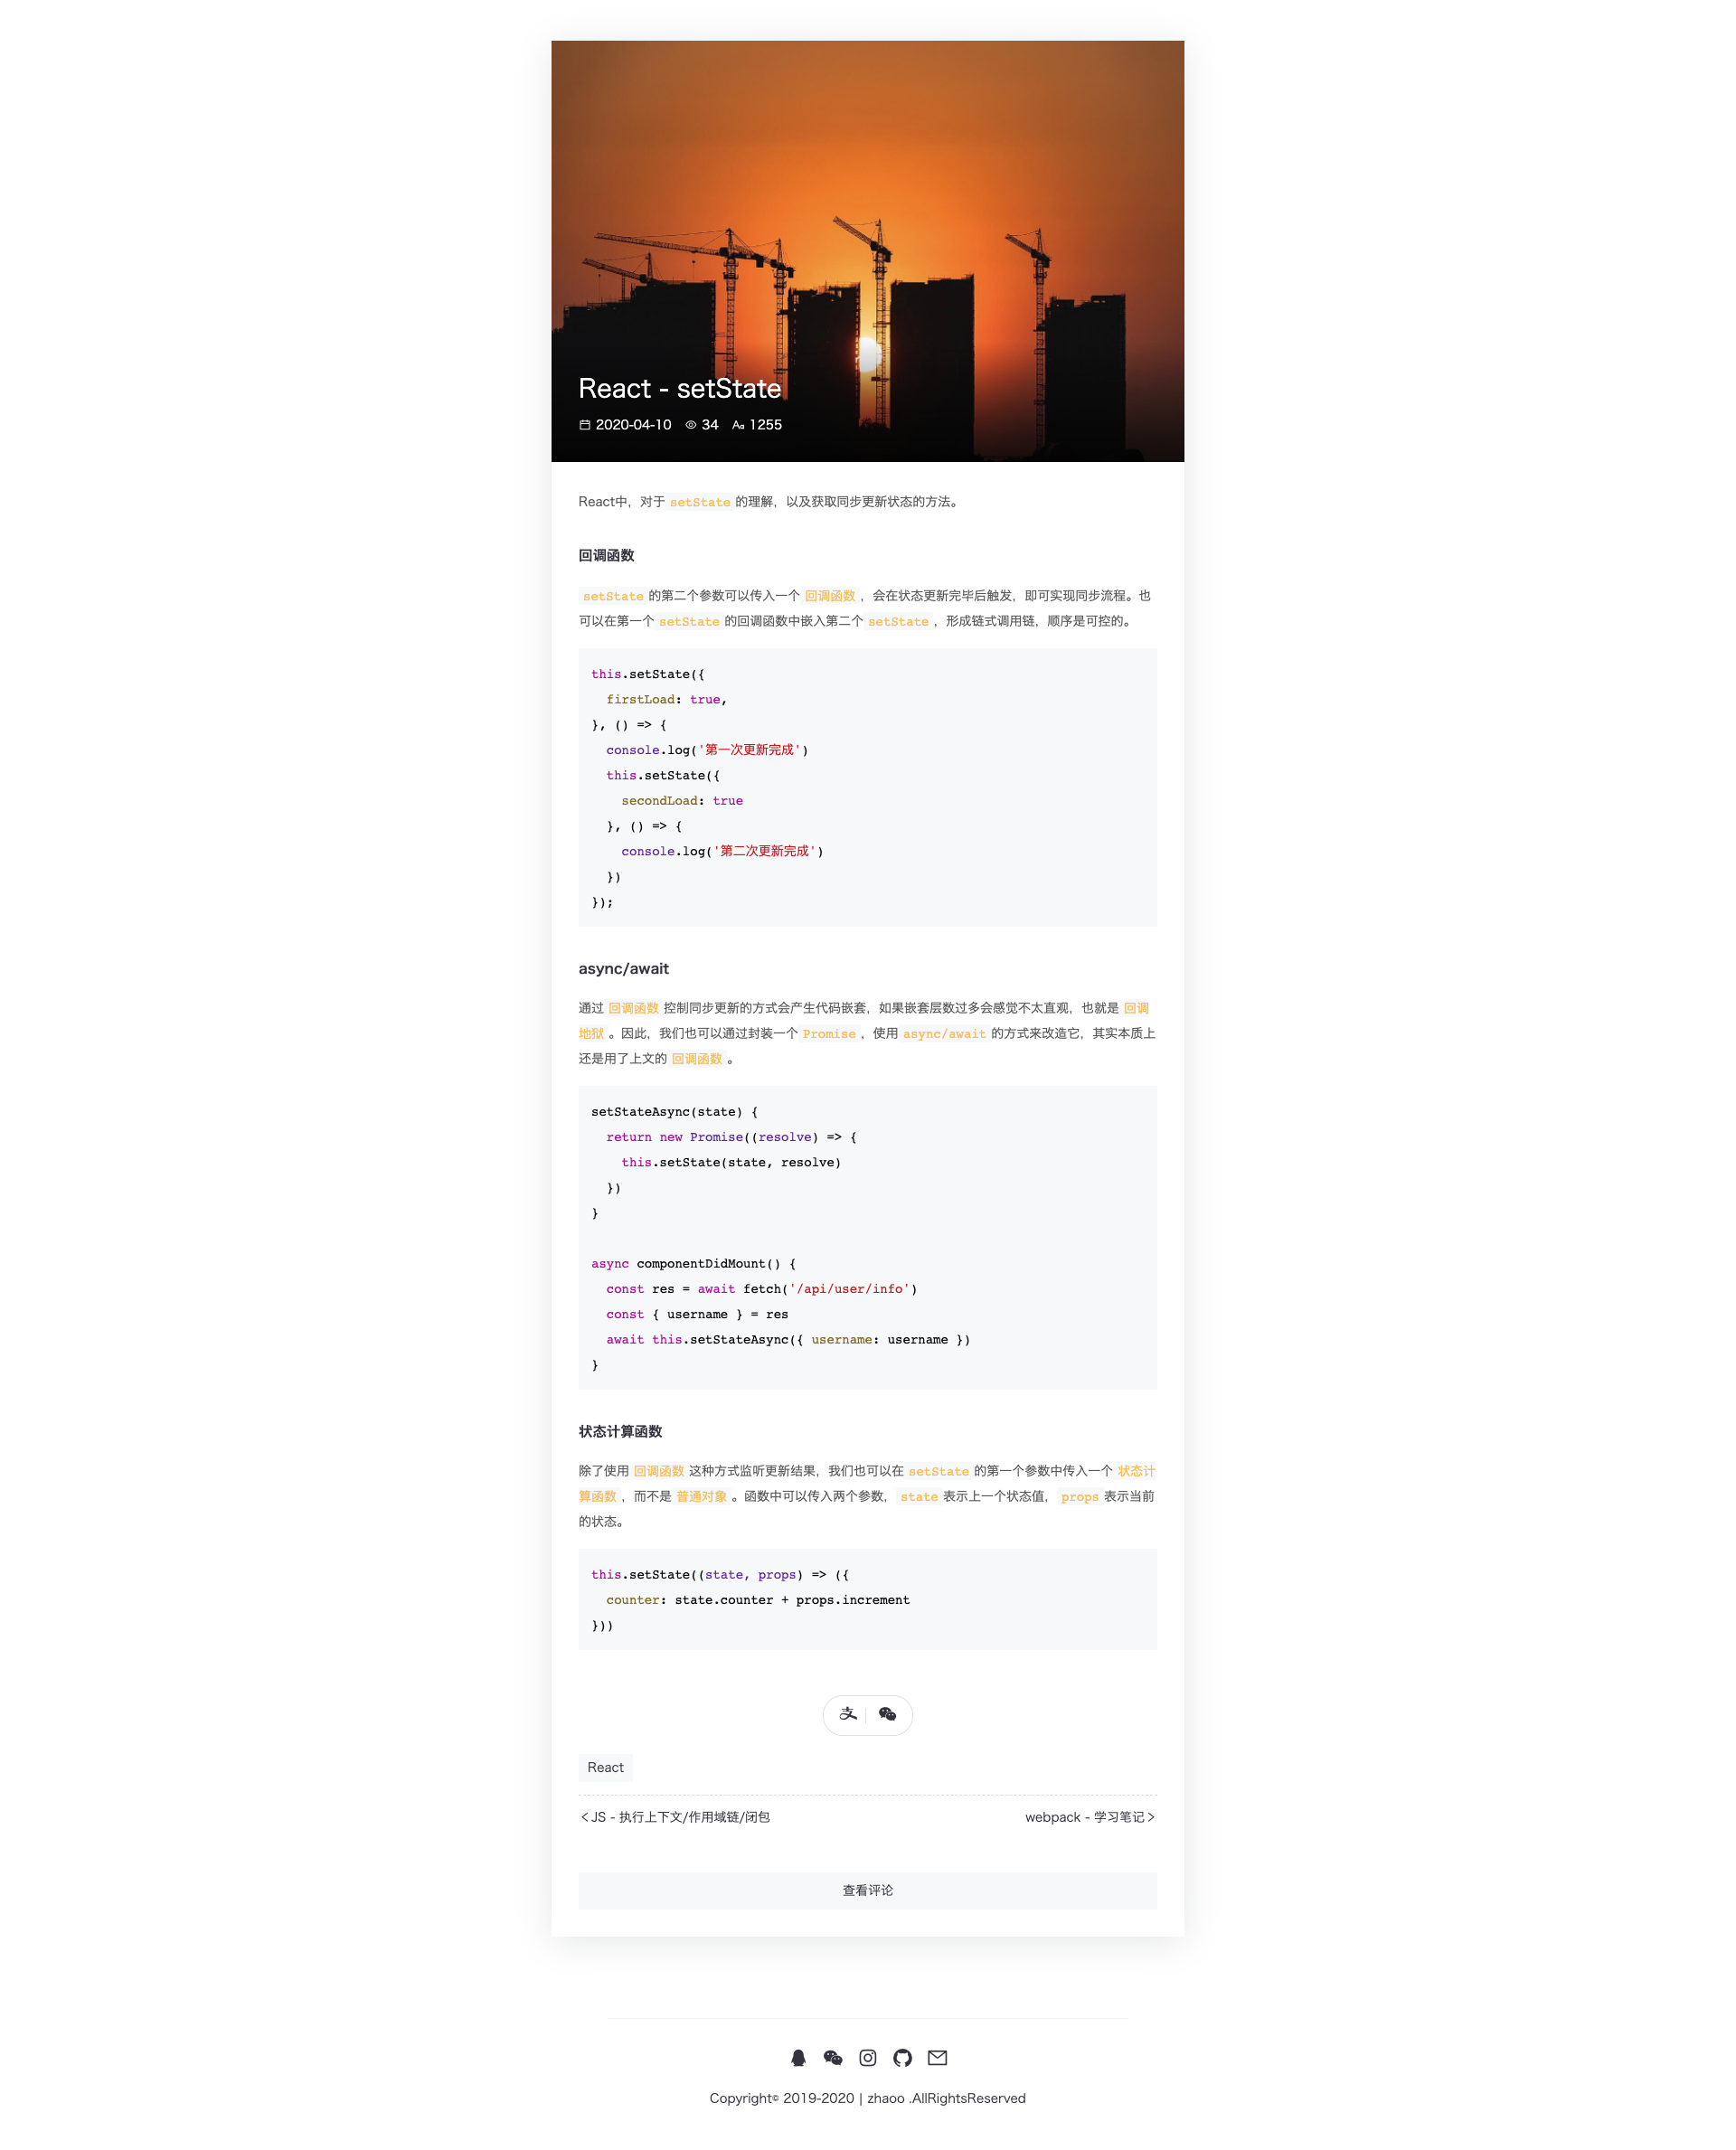 React - setState
2020-04-10 34 Aa 1255
React中，对于 setState 的理解，以及获取同步更新状态的方法。
回调函数
setState 的第二个参数可以传入一个 回调函数 ，会在状态更新完毕后触发，即可实现同步流程。也
可以在第一个 setState 的回调函数中嵌入第二个 setState ，形成链式调用链，顺序是可控的。
this.setState({
  firstLoad: true,
}, () => {
  console.log('第一次更新完成')
  this.setState({
    secondLoad: true
  }, () => {
    console.log('第二次更新完成')
  })
});
async/await
通过 回调函数 控制同步更新的方式会产生代码嵌套，如果嵌套层数过多会感觉不太直观，也就是 回调
地狱 。因此，我们也可以通过封装一个 Promise ，使用 async/await 的方式来改造它，其实本质上
还是用了上文的 回调函数 。
setStateAsync(state) {
  return new Promise((resolve) => {
    this.setState(state, resolve)
  })
}
async componentDidMount() {
  const res = await fetch('/api/user/info')
  const { username } = res
  await this.setStateAsync({ username: username })
}
状态计算函数
除了使用 回调函数 这种方式监听更新结果，我们也可以在 setState 的第一个参数中传入一个 状态计
算函数 ，而不是 普通对象 。函数中可以传入两个参数， state 表示上一个状态值， props 表示当前
的状态。
this.setState((state, props) => ({
  counter: state.counter + props.increment
}))
支
React
< JS - 执行上下文/作用域链/闭包
webpack - 学习笔记 >
查看评论
Copyright© 2019-2020 | zhaoo .AllRightsReserved